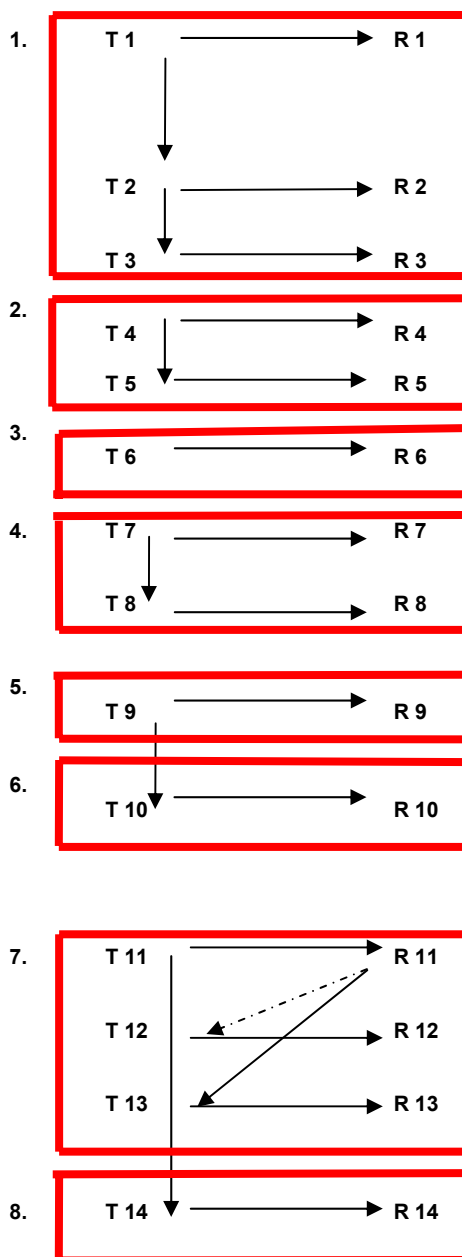 1. T 1 R 1
T 2 R 2
T 3 R 3
2.
T 4 R 4
T 5 R 5
3.
T 6 R 6
4. T 7 R 7
T 8 R 8
5.
T 9 R 9
6.
T 10 R 10
7. T 11 R 11
T 12 R 12
T 13 R 13
8. T 14 R 14